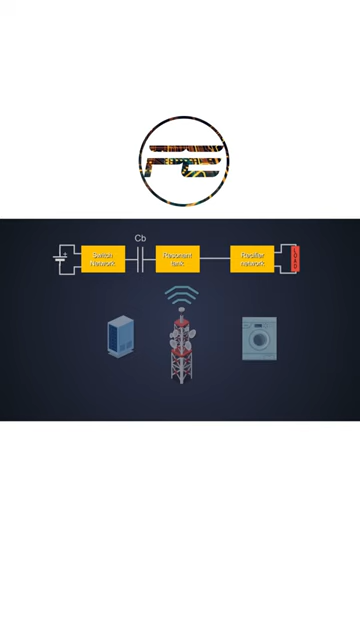 Cb
Switch
Network
Resonant
tank
Rectifier
network
LOAD